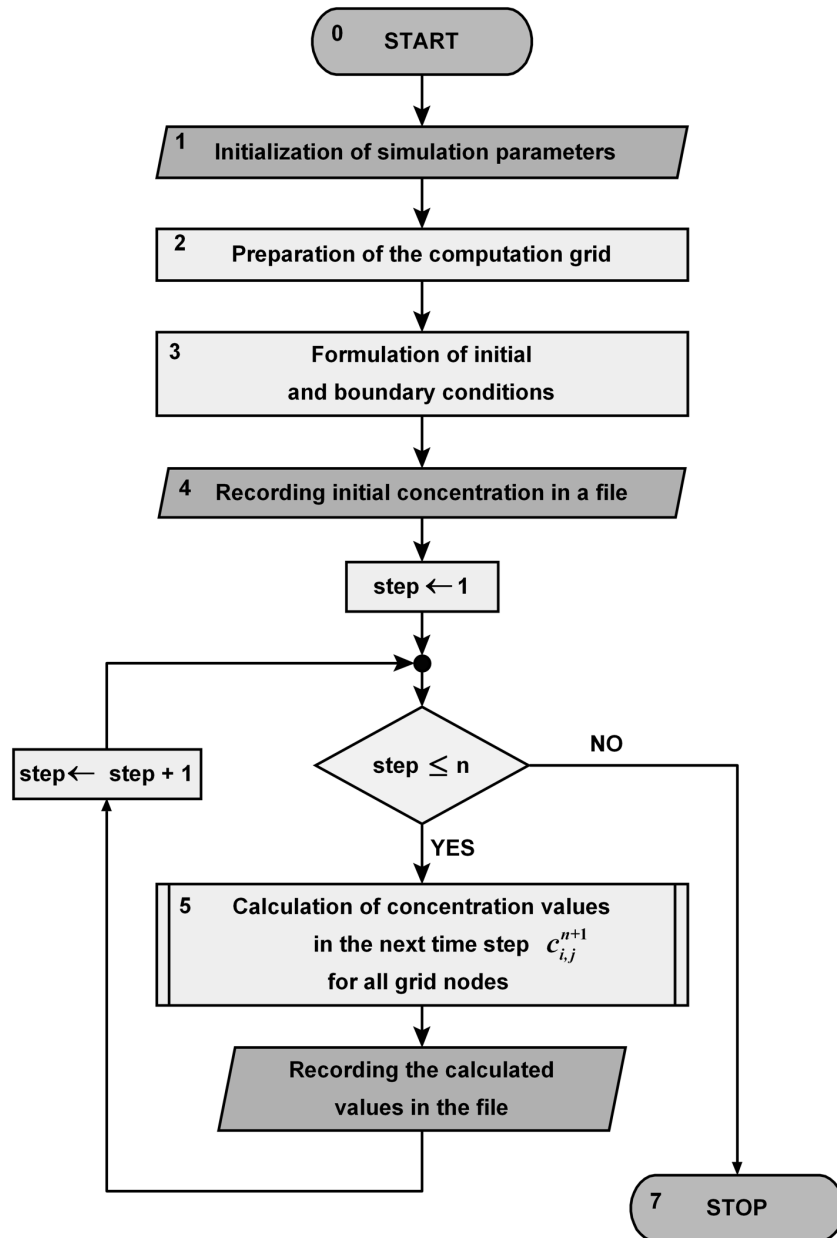 0 START
1 Initialization of simulation parameters
2 Preparation of the computation grid
3 Formulation of initial
and boundary conditions
4 Recording initial concentration in a file
step ← 1
step ≤ n
NO
step ← step + 1
YES
5 Calculation of concentration values
in the next time step $c_{i,j}^{n+1}$
for all grid nodes
Recording the calculated
values in the file
7 STOP